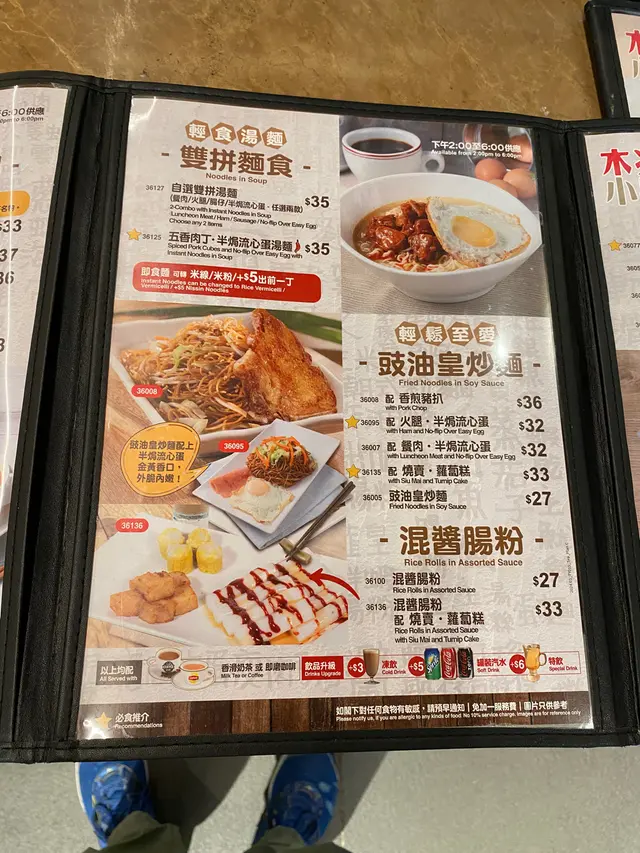 輕食湯麵
- 雙拼麵食 -
Noodles in Soup
36127 自選雙拼湯麵 $35
(餐肉/火腿/腸仔/半焗流心蛋、任選兩款)
2-Combo with Instant Noodles in Soup
Luncheon Meat / Ham / Sausage / No-flip Over Easy Egg
Choose any 2 items
36125 五香肉丁·半焗流心蛋湯麵 $35
Spiced Pork Cubes and No-flip Over Easy Egg with
Instant Noodles in Soup
即食麵 可轉 米線/米粉/+$5出前一丁
Instant Noodles can be changed to Rice Vermicelli /
Vermicelli / +$5 Nissin Noodles
下午2:00至6:00供應
Available from 2:00pm to 6:00pm
輕鬆至愛
- 豉油皇炒麵 -
Fried Noodles in Soy Sauce
36008 配 香煎豬扒 $36
with Pork Chop
36095 配 火腿·半焗流心蛋 $32
with Ham and No-flip Over Easy Egg
36007 配 餐肉·半焗流心蛋 $32
with Luncheon Meat and No-flip Over Easy Egg
36135 配 燒賣·蘿蔔糕 $33
with Siu Mai and Turnip Cake
36005 豉油皇炒麵 $27
Fried Noodles in Soy Sauce
36008
豉油皇炒麵配上
半焗流心蛋
金黃香口，
外脆內嫩！
36095
36136
- 混醬腸粉 -
Rice Rolls in Assorted Sauce
36100 混醬腸粉 $27
Rice Rolls in Assorted Sauce
36136 混醬腸粉 $33
配 燒賣·蘿蔔糕
Rice Rolls in Assorted Sauce
with Siu Mai and Turnip Cake
以上均配
All Served with
香滑奶茶 或 即磨咖啡
Milk Tea or Coffee
飲品升級
Drinks Upgrade
+$3 凍飲
Cold Drink
+$5 罐裝汽水
Soft Drink
+$6 特飲
Special Drink
必食推介
Recommendations
如閣下對任何食物有敏感，請預早通知 | 免加一服務費 | 圖片只供參考
Please notify us, if you are allergic to any kinds of food. No 10% service charge. Images are for reference only
6:00供應
$33
37
36
木
小
3607